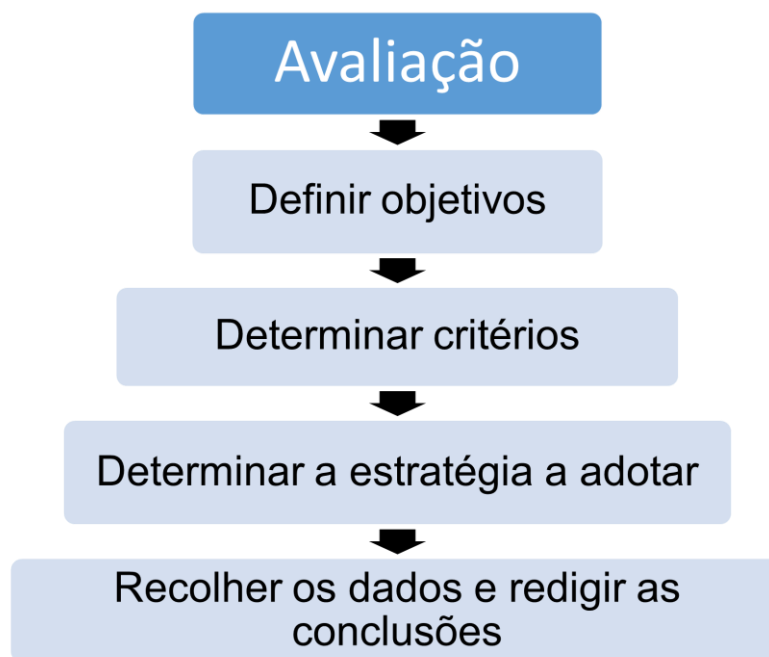 Avaliação
Definir objetivos
Determinar critérios
Determinar a estratégia a adotar
Recolher os dados e redigir as
conclusões